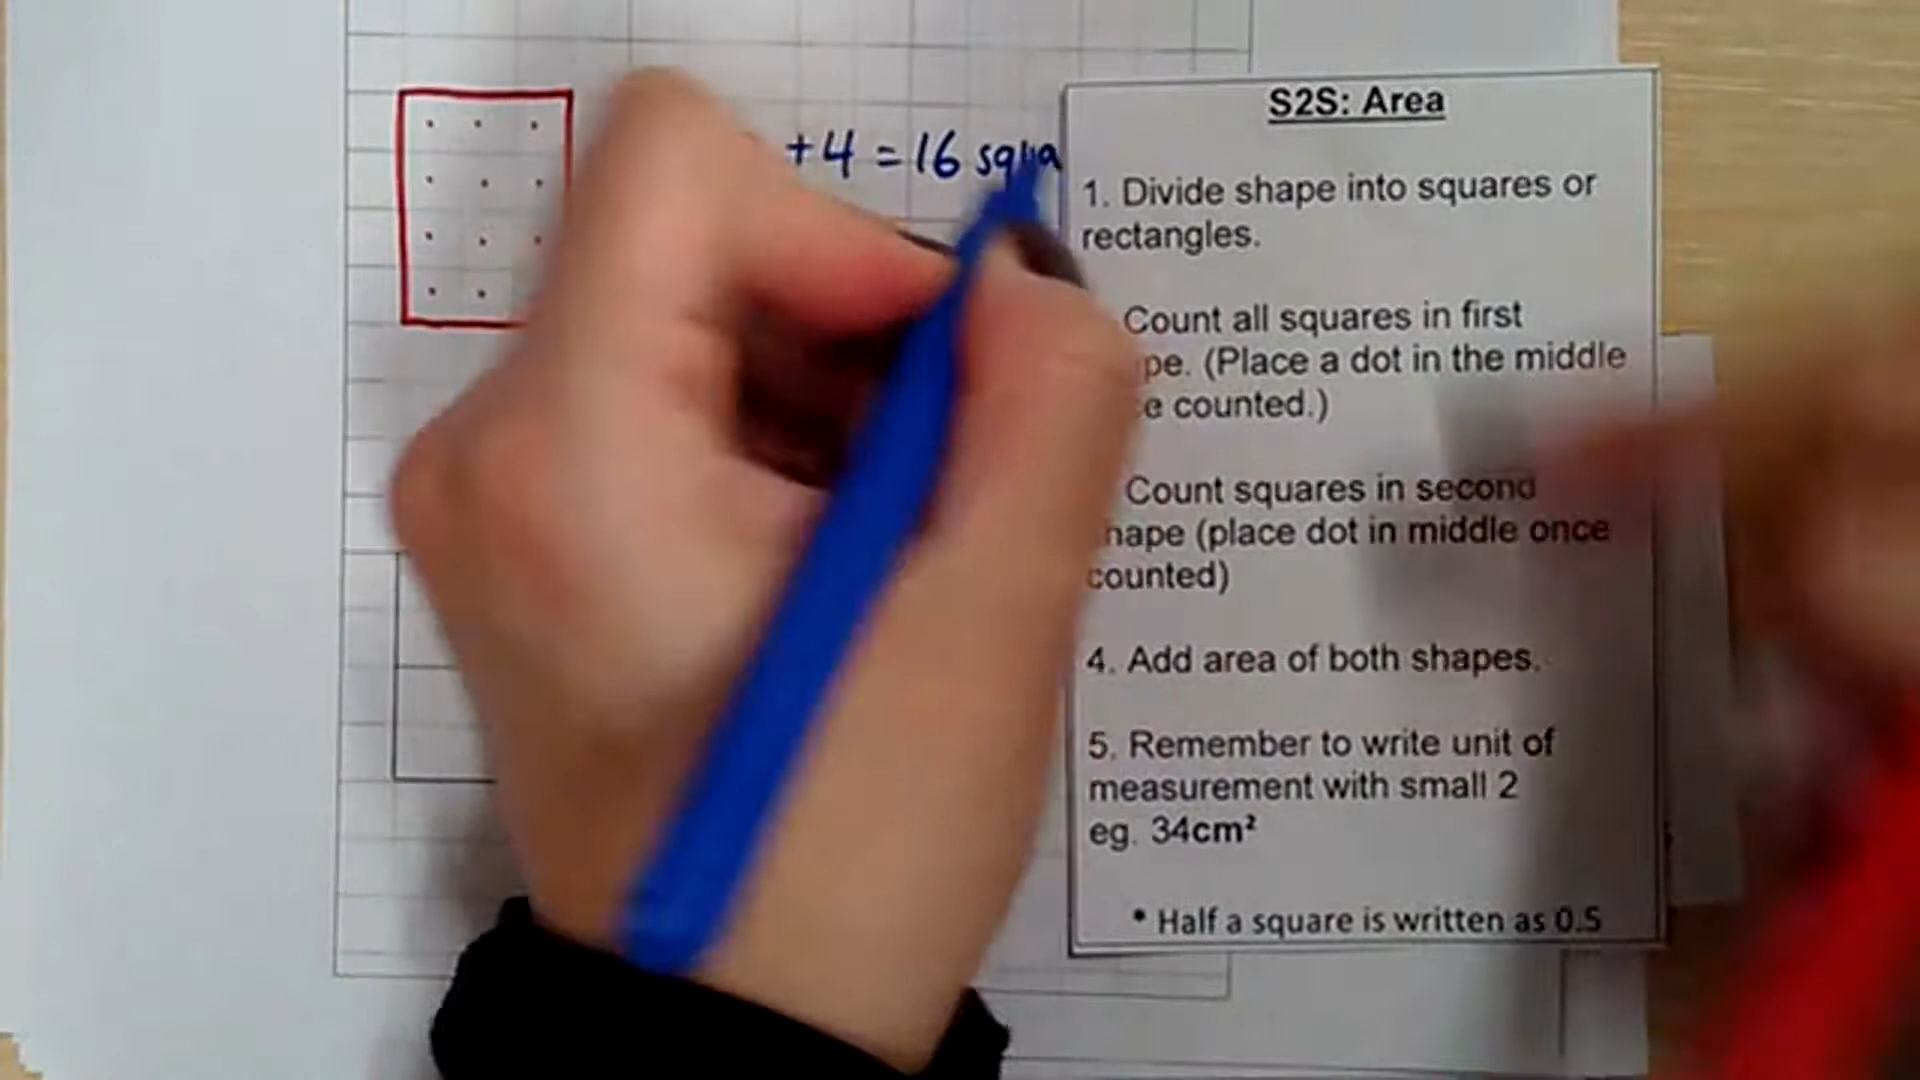 +4 = 16 squa
S2S: Area
1. Divide shape into squares or
rectangles.
Count all squares in first
pe. (Place a dot in the middle
e counted.)
Count squares in second
hape (place dot in middle once
counted)
4. Add area of both shapes.
5. Remember to write unit of
measurement with small 2
eg. 34cm²
* Half a square is written as 0.5